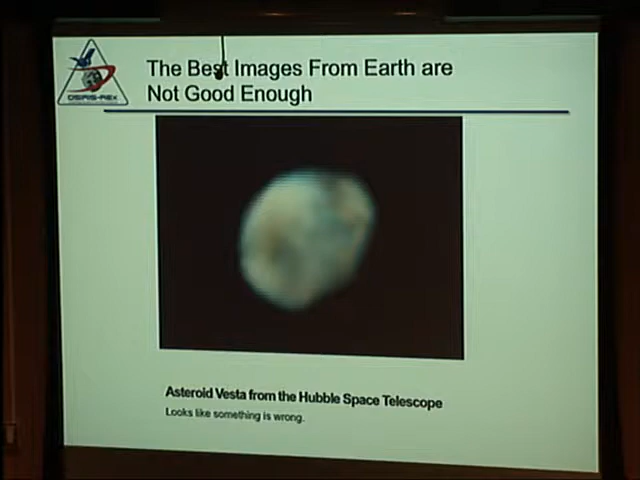 The Best Images From Earth are
Not Good Enough
OSIRIS-REx
Asteroid Vesta from the Hubble Space Telescope
Looks like something is wrong.